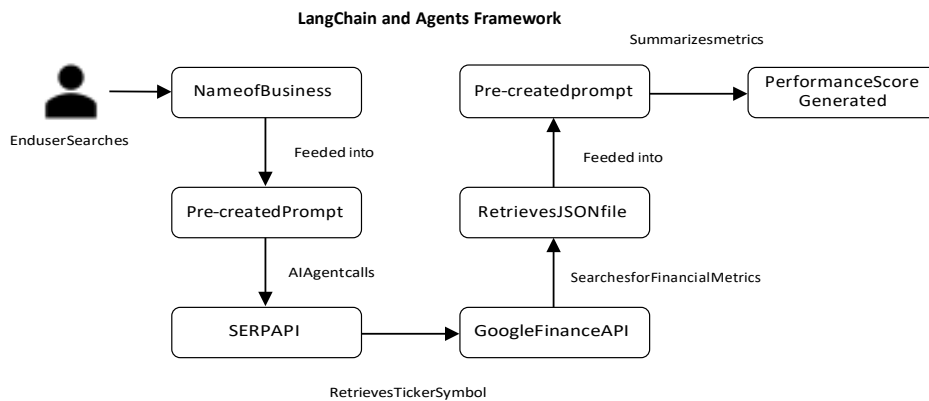 LangChain and Agents Framework
Summarizesmetrics
NameofBusiness
Pre-createdprompt
PerformanceScore
Generated
EnduserSearches
Feeded into
Feeded into
Pre-createdPrompt
RetrievesJSONfile
AIAgentcalls
SearchesforFinancialMetrics
SERPAPI
GoogleFinanceAPI
RetrievesTickerSymbol